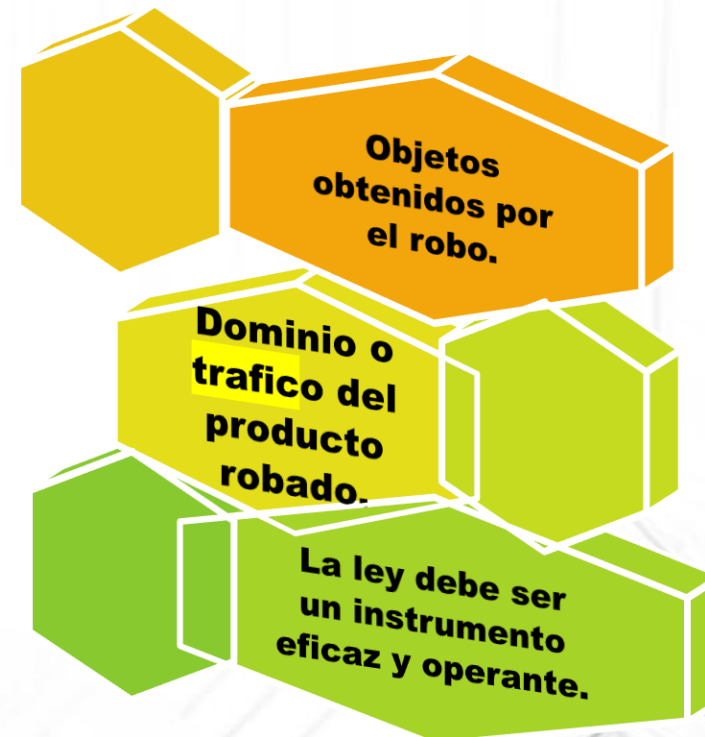 Objetos
obtenidos por
el robo.
Dominio o
trafico del
producto
robado.
La ley debe ser
un instrumento
eficaz y operante.